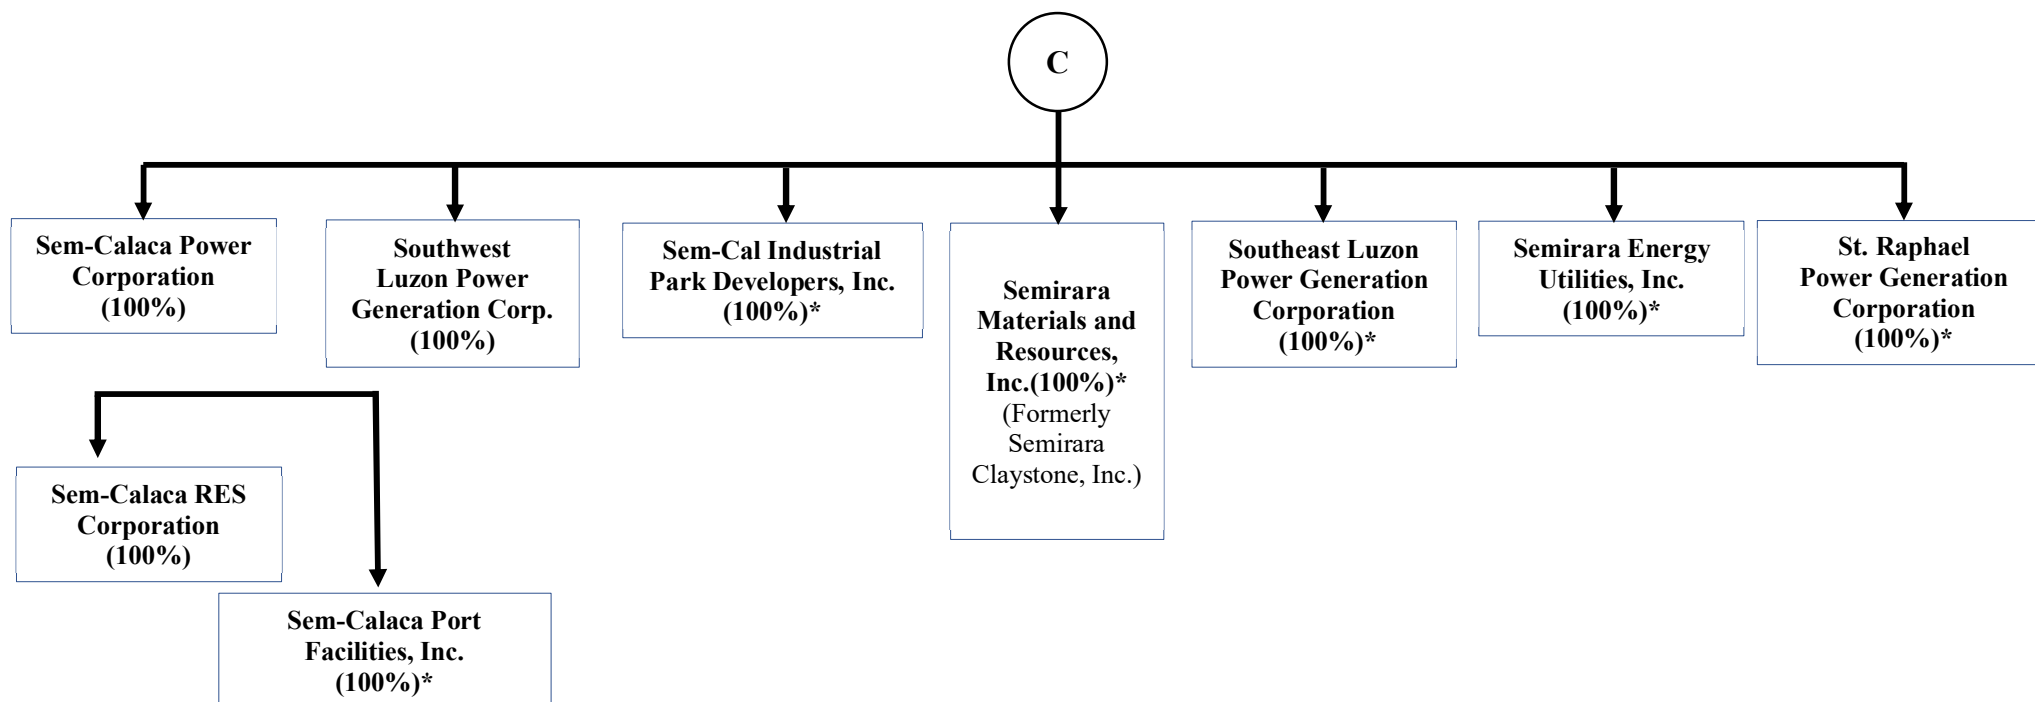 C
Sem-Calaca Power
Corporation
(100%)
Southwest
Luzon Power
Generation Corp.
(100%)
Sem-Cal Industrial
Park Developers, Inc.
(100%)*
Semirara
Materials and
Resources,
Inc.(100%)*
(Formerly
Semirara
Claystone, Inc.)
Southeast Luzon
Power Generation
Corporation
(100%)*
Semirara Energy
Utilities, Inc.
(100%)*
St. Raphael
Power Generation
Corporation
(100%)*
Sem-Calaca RES
Corporation
(100%)
Sem-Calaca Port
Facilities, Inc.
(100%)*